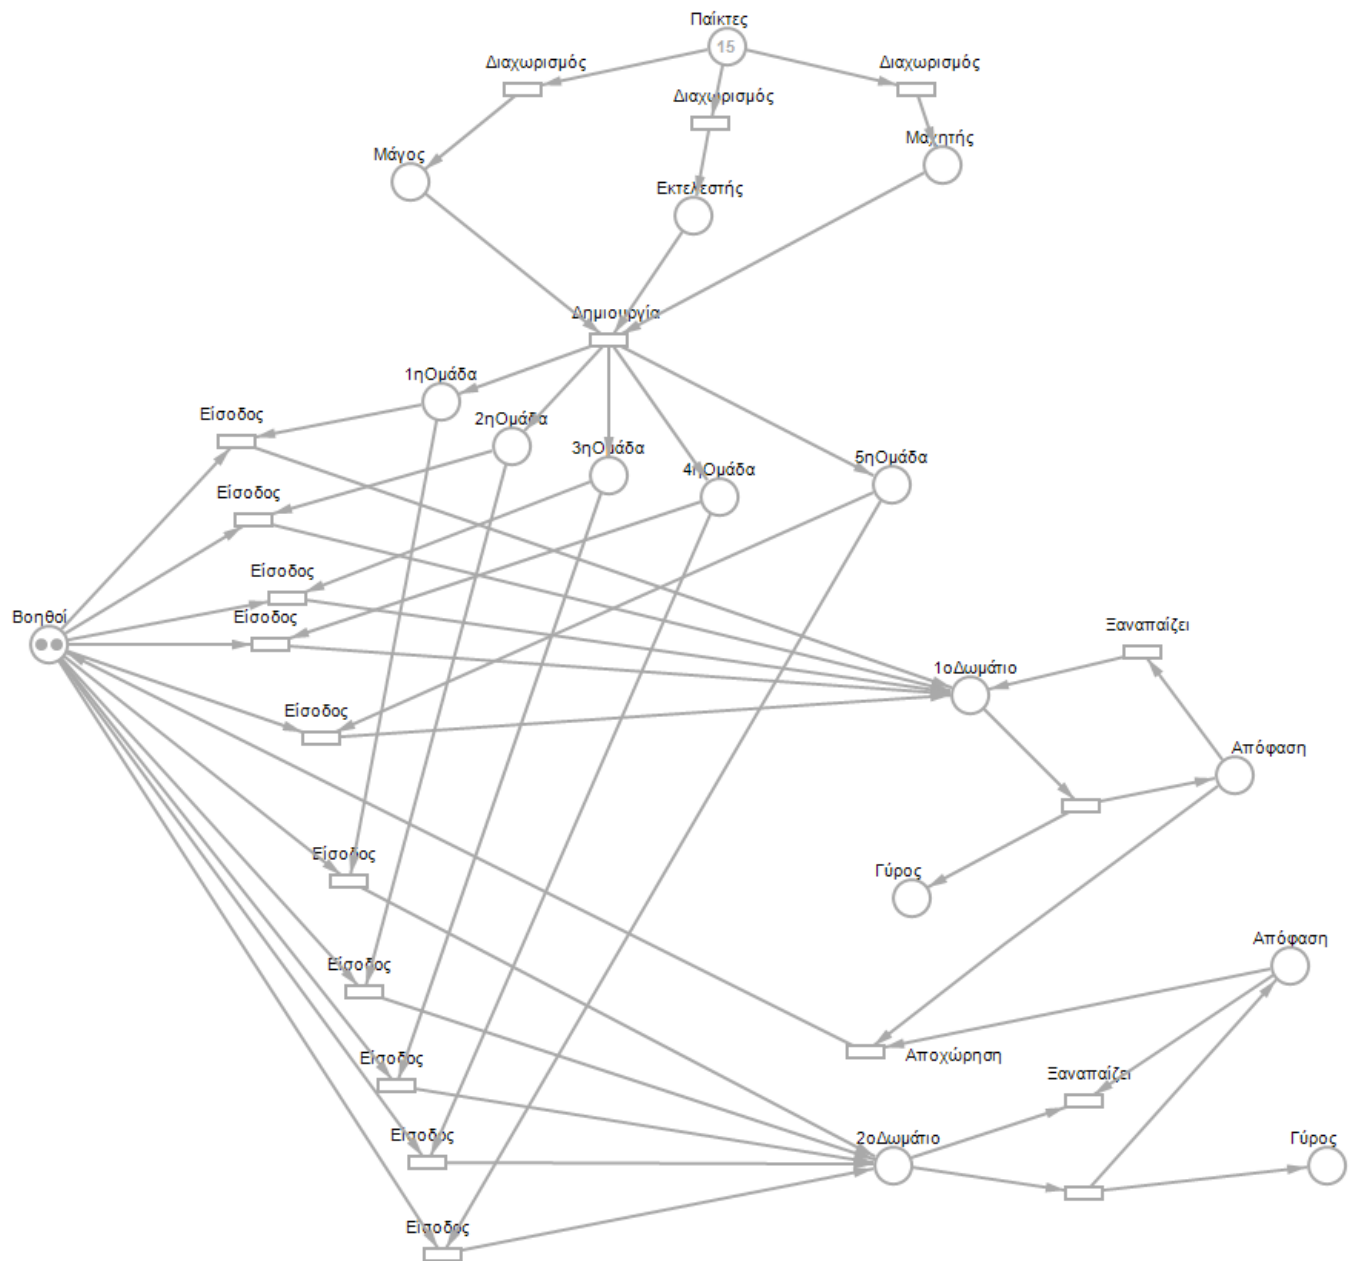 Παίκτες
15
Διαχωρισμός
Διαχωρισμός
Διαχωρισμός
Μάγος
Εκτελεστής
Μαχητής
Δημιουργία
1ηΟμάδα
2ηΟμάδα
3ηΟμάδα
4ηΟμάδα
5ηΟμάδα
Είσοδος
Είσοδος
Είσοδος
Είσοδος
Είσοδος
Βοηθοί
Ξαναπαίζει
1οΔωμάτιο
Απόφαση
Είσοδος
Γύρος
Είσοδος
Απόφαση
Είσοδος
Αποχώρηση
Ξαναπαίζει
Είσοδος
2οΔωμάτιο
Γύρος
Είσοδος